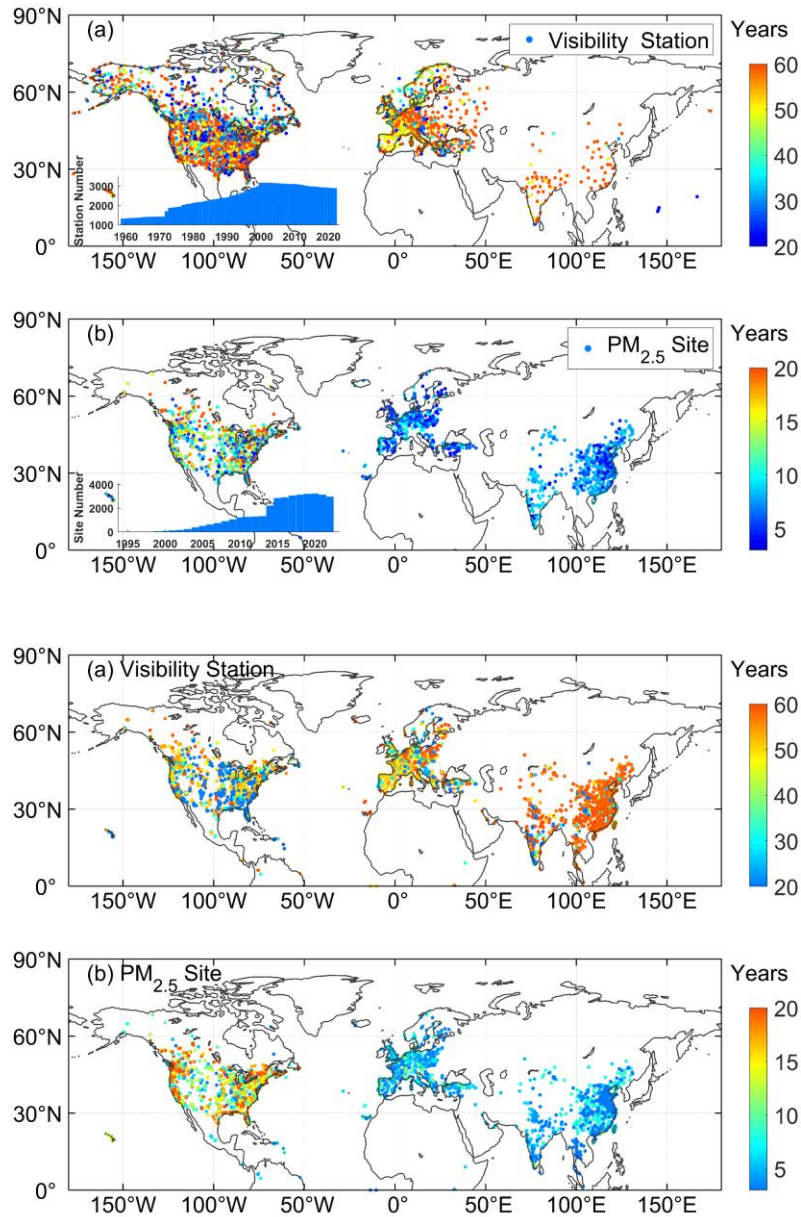 90°N
(a)
Visibility Station
Years
60°N
30°N
0°
Station Number
3000
2000
1000
1960 1970 1980 1990 2000 2010 2020
150°W 100°W 50°W 0° 50°E 100°E 150°E
60
50
40
30
20
90°N
(b)
PM2.5 Site
Years
60°N
30°N
0°
Site Number
4000
2000
0
1995 2000 2005 2010 2015 2020
150°W 100°W 50°W 0° 50°E 100°E 150°E
20
15
10
5
90°N
(a) Visibility Station
Years
60°N
30°N
0°
150°W 100°W 50°W 0° 50°E 100°E 150°E
60
50
40
30
20
90°N
(b) PM2.5 Site
Years
60°N
30°N
0°
150°W 100°W 50°W 0° 50°E 100°E 150°E
20
15
10
5